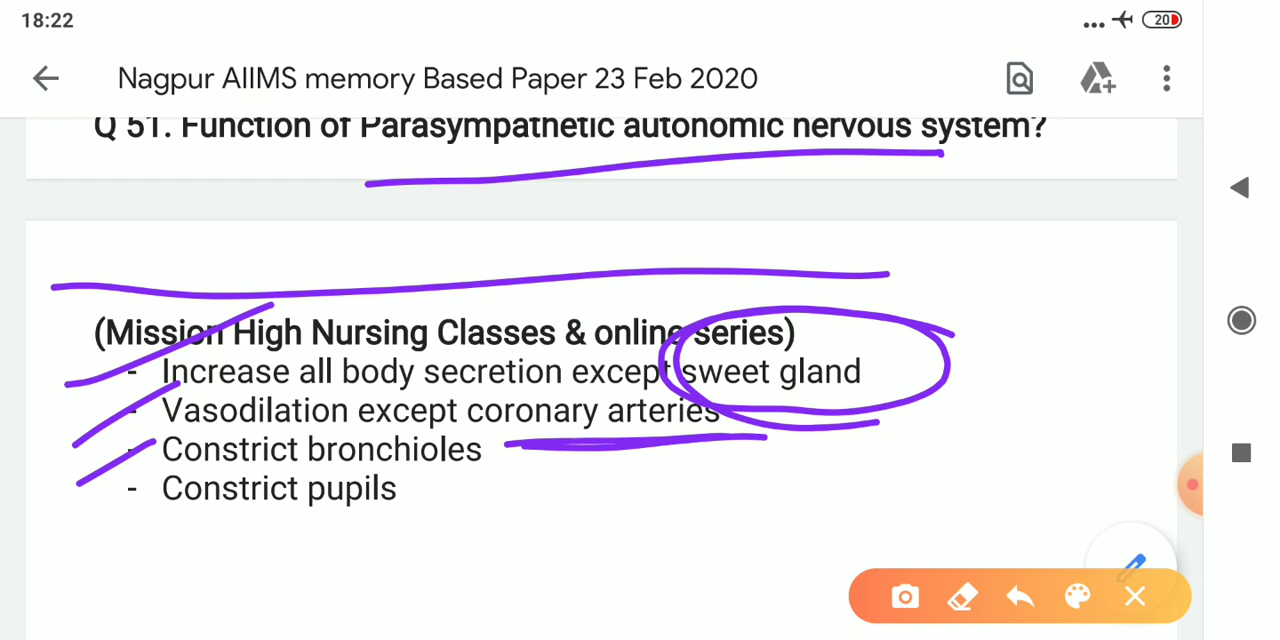 18:22
20
Nagpur AIIMS memory Based Paper 23 Feb 2020
Q 51. Function of Parasympathetic autonomic nervous system?
(Mission High Nursing Classes & online series)
- Increase all body secretion except sweet gland
- Vasodilation except coronary arteries
- Constrict bronchioles
- Constrict pupils